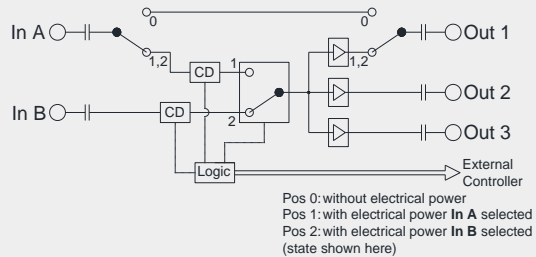 0 0
In A Out 1
1,2 CD 1 1,2
In B CD 2 Out 2
Out 3
Logic External
Controller
Pos 0: without electrical power
Pos 1: with electrical power In A selected
Pos 2: with electrical power In B selected
(state shown here)